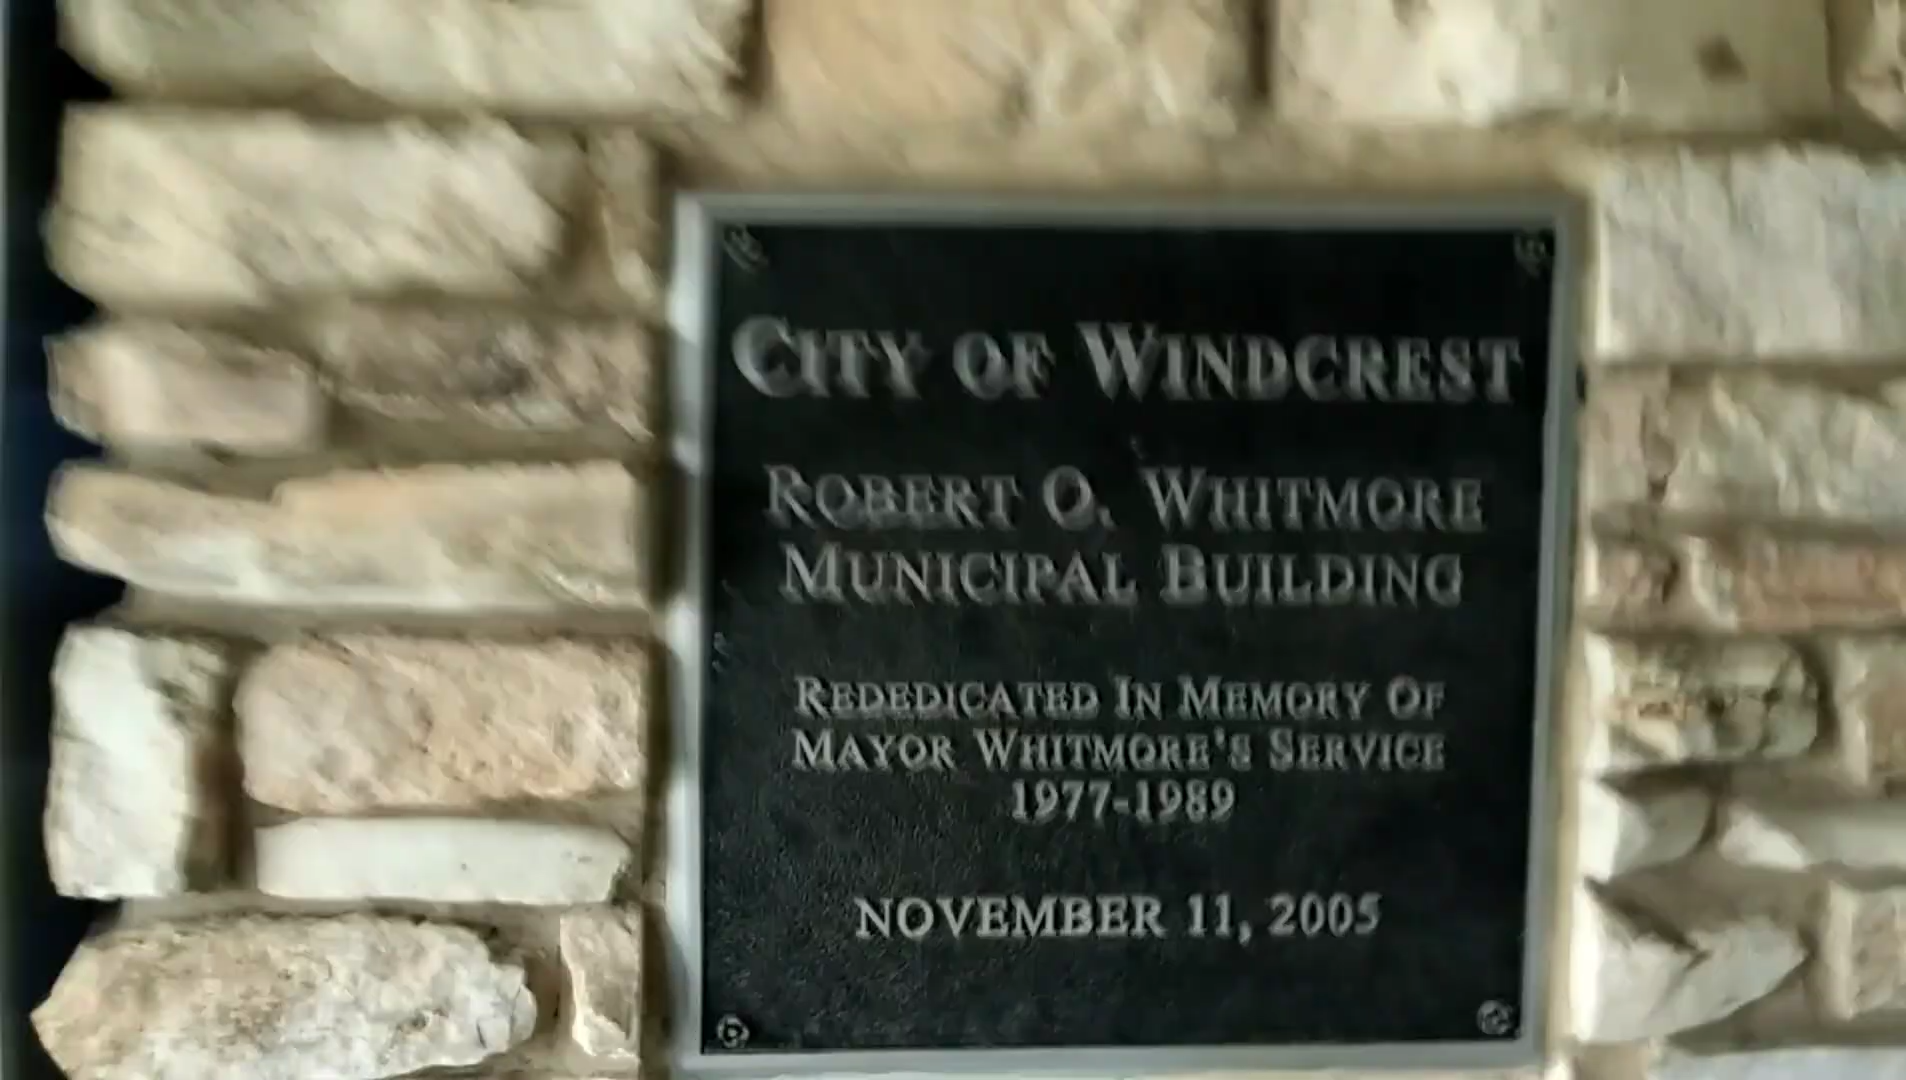 CITY OF WINDCREST
ROBERT O. WHITMORE
MUNICIPAL BUILDING
REDEDICATED IN MEMORY OF
MAYOR WHITMORE'S SERVICE
1977-1989
NOVEMBER 11, 2005